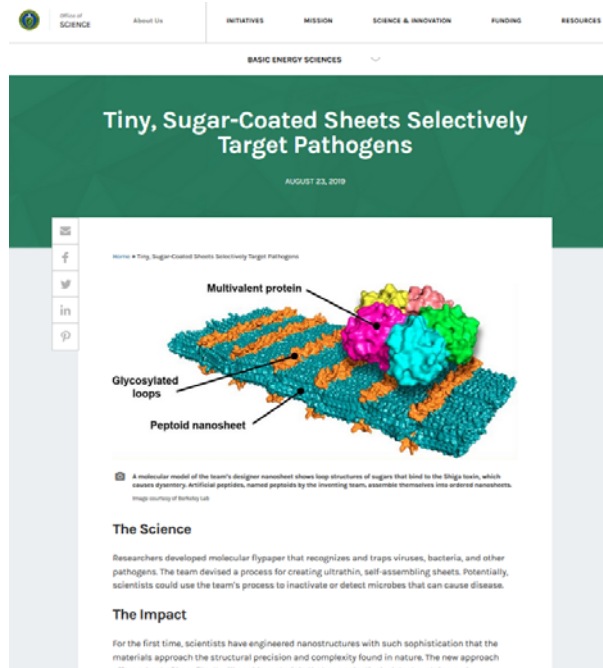 Office of
SCIENCE
About Us
INITIATIVES
MISSION
SCIENCE & INNOVATION
FUNDING
RESOURCES
BASIC ENERGY SCIENCES
Tiny, Sugar-Coated Sheets Selectively
Target Pathogens
AUGUST 23, 2019
Home • Tiny, Sugar-Coated Sheets Selectively Target Pathogens
Multivalent protein
Glycosylated
loops
Peptoid nanosheet
A molecular model of the team's designer nanosheet shows loop structures of sugars that bind to the Shiga toxin, which
causes dysentery. Artificial peptides, named peptoids by the inventing team, assemble themselves into ordered nanosheets.
Image courtesy of Berkeley Lab
The Science
Researchers developed molecular flypaper that recognizes and traps viruses, bacteria, and other
pathogens. The team devised a process for creating ultrathin, self-assembling sheets. Potentially,
scientists could use the team's process to inactivate or detect microbes that can cause disease.
The Impact
For the first time, scientists have engineered nanostructures with such sophistication that the
materials approach the structural precision and complexity found in nature. The new approach